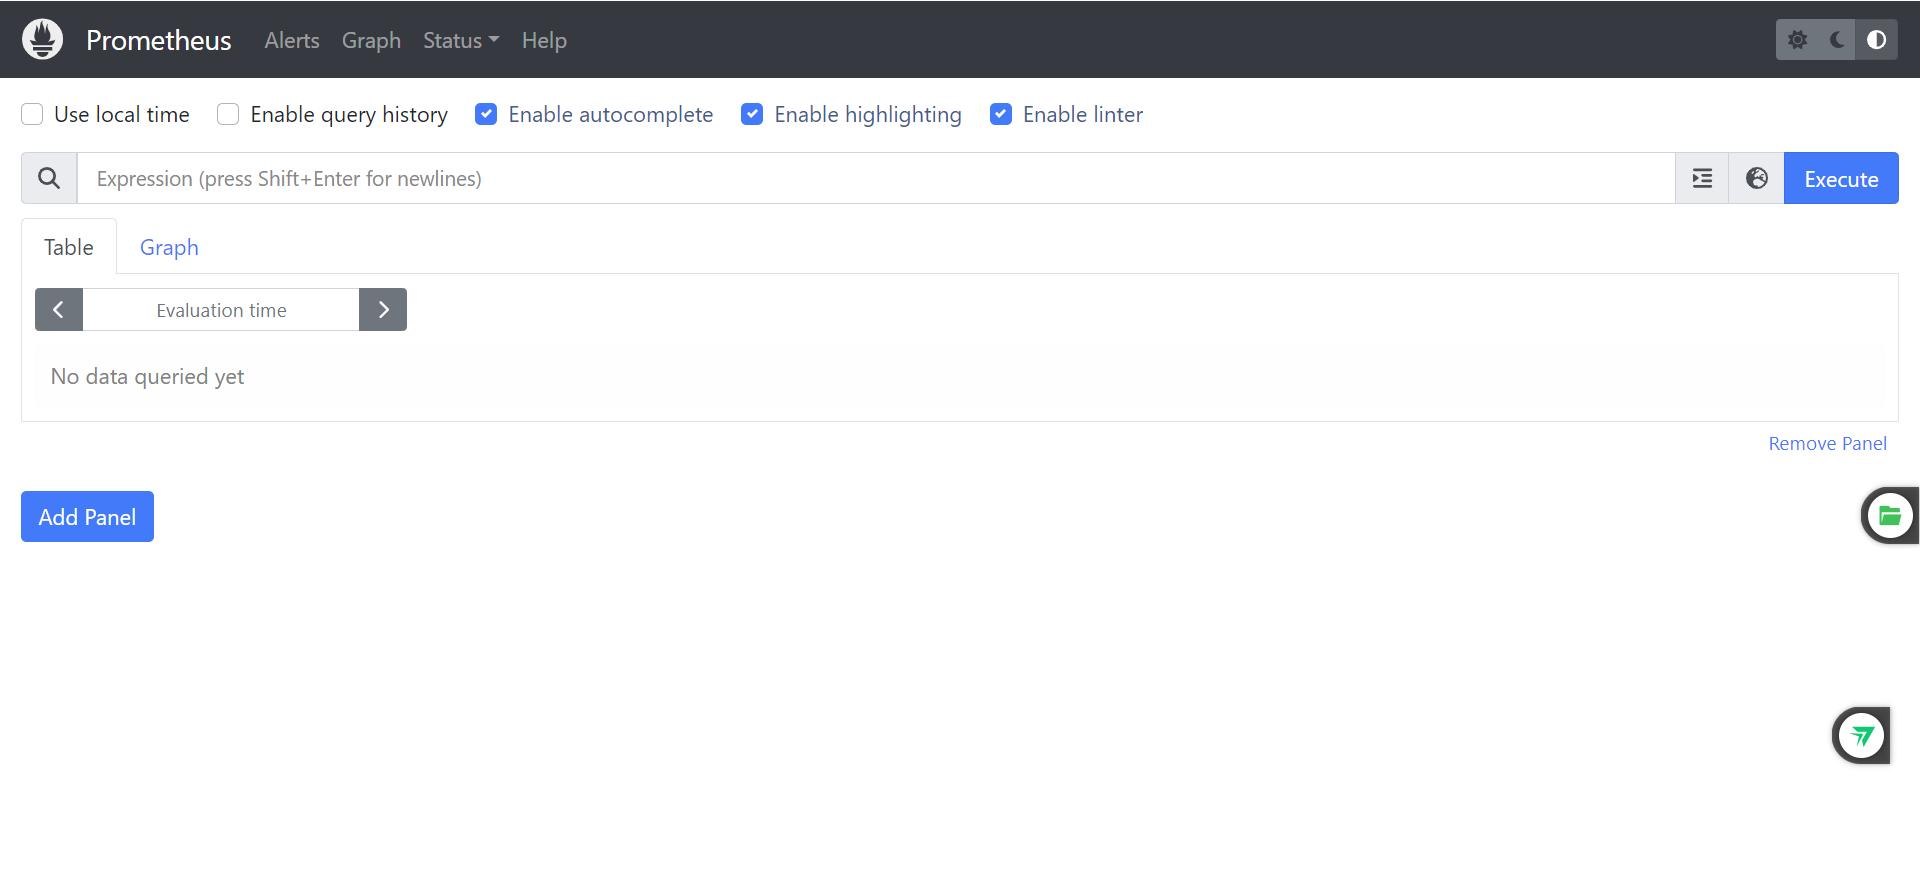 Prometheus Alerts Graph Status Help
Use local time Enable query history Enable autocomplete Enable highlighting Enable linter
Expression (press Shift+Enter for newlines) Execute
Table Graph
Evaluation time
No data queried yet
Remove Panel
Add Panel